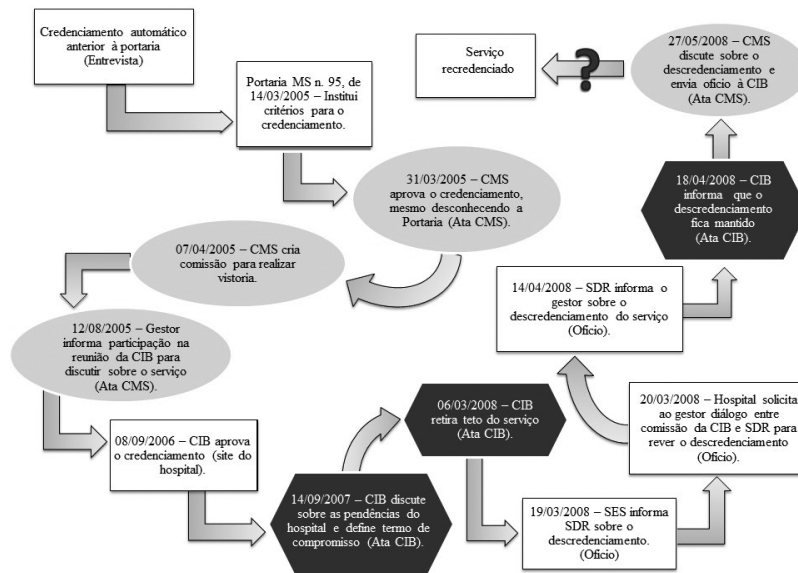 Credenciamento automático
anterior à portaria
(Entrevista)
Portaria MS n. 95, de
14/03/2005 – Institui
critérios para o
credenciamento.
31/03/2005 – CMS
aprova o credenciamento,
mesmo desconhecendo a
Portaria (Ata CMS).
07/04/2005 – CMS cria
comissão para realizar
vistoria.
12/08/2005 – Gestor
informa participação na
reunião da CIB para
discutir sobre o serviço
(Ata CMS).
08/09/2006 – CIB aprova
o credenciamento (site do
hospital).
14/09/2007 – CIB discute
sobre as pendências do
hospital e define termo de
compromisso (Ata CIB).
06/03/2008 – CIB
retira teto do serviço
(Ata CIB).
19/03/2008 – SES informa
SDR sobre o
descredenciamento.
(Ofício)
20/03/2008 – Hospital solicita
ao gestor diálogo entre
comissão da CIB e SDR para
rever o descredenciamento
(Ofício).
14/04/2008 – SDR informa o
gestor sobre o
descredenciamento do serviço
(Ofício).
18/04/2008 – CIB
informa que o
descredenciamento
fica mantido
(Ata CIB).
27/05/2008 – CMS
discute sobre o
descredenciamento e
envia ofício à CIB
(Ata CMS).
?
Serviço
recredenciado